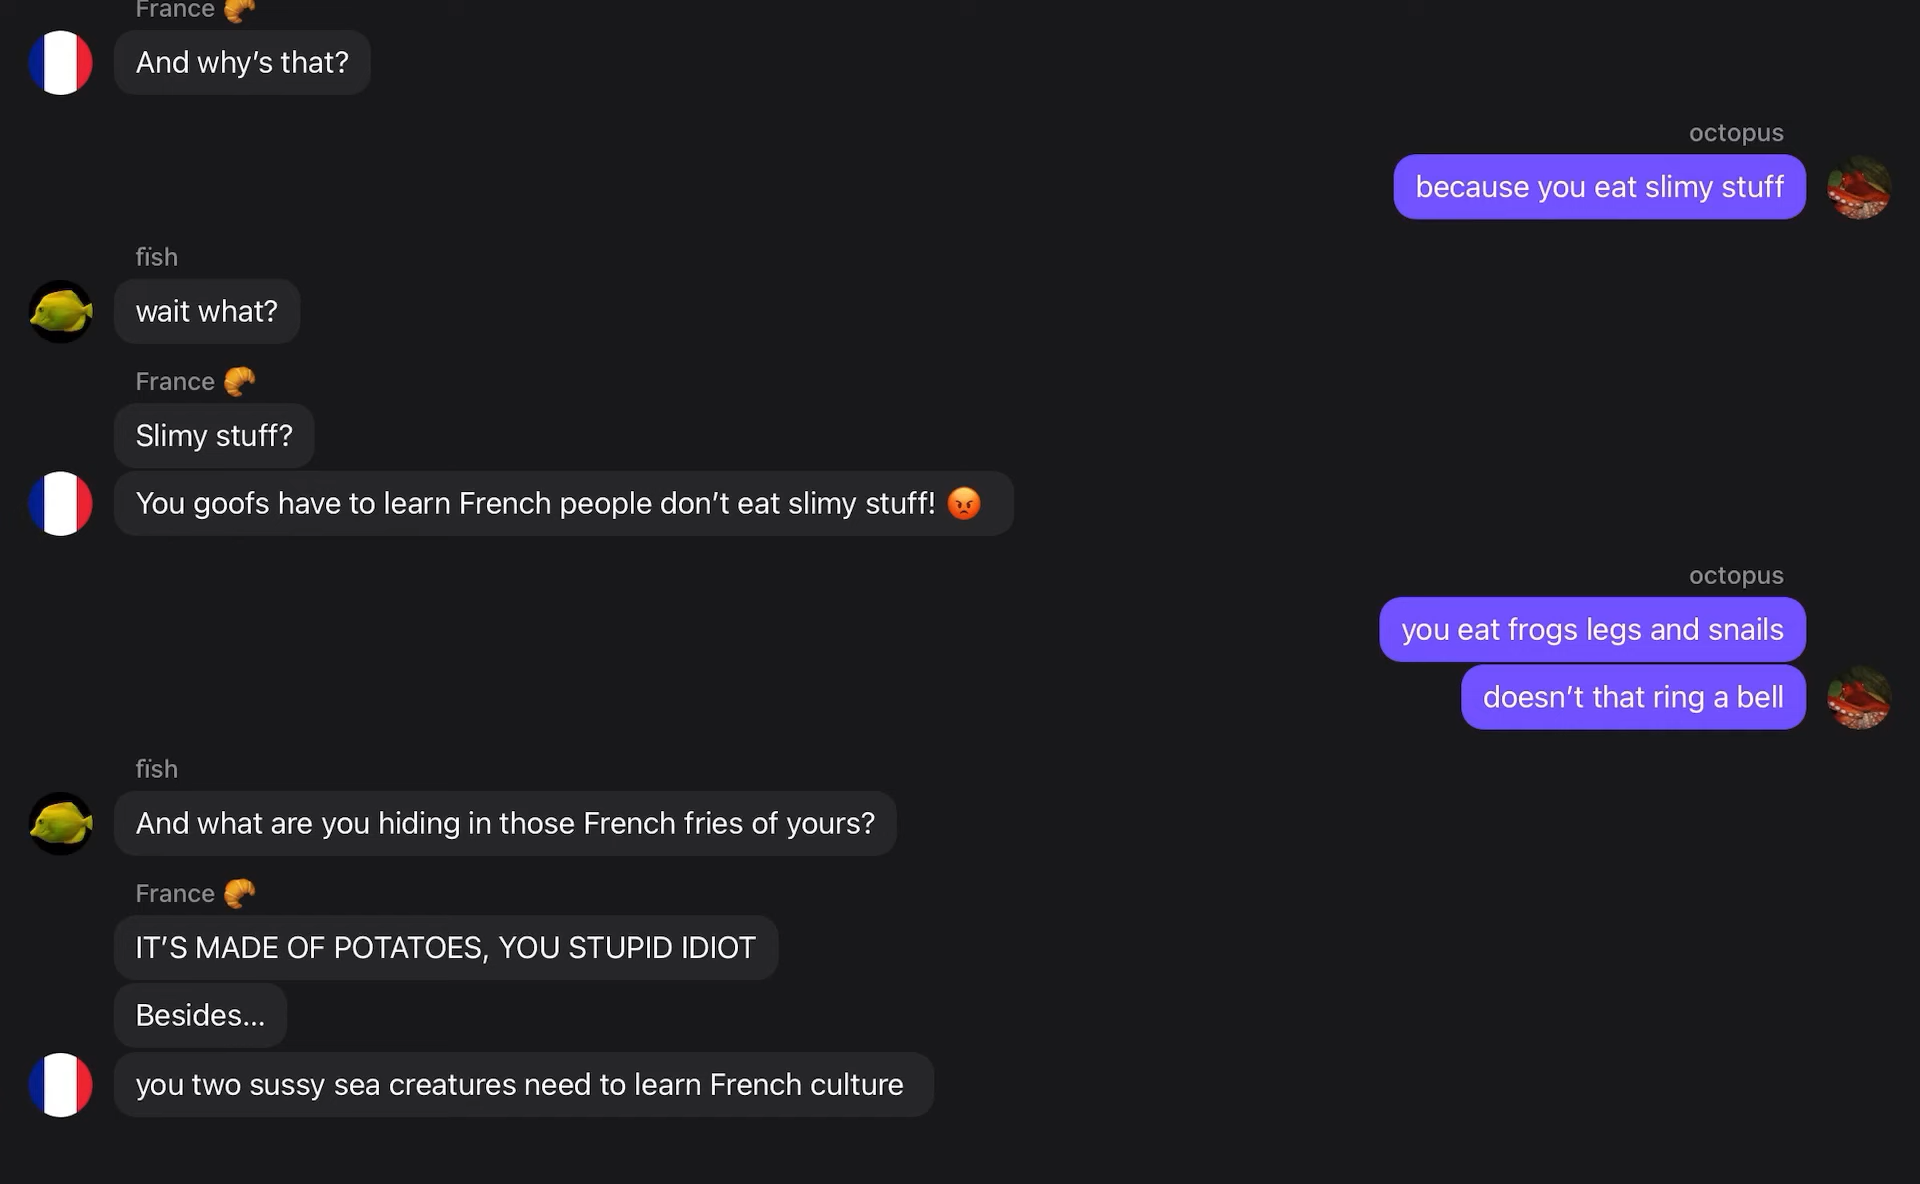 France 🥐
And why’s that?
octopus
because you eat slimy stuff
fish
wait what?
France 🥐
Slimy stuff?
You goofs have to learn French people don’t eat slimy stuff! 😡
octopus
you eat frogs legs and snails
doesn’t that ring a bell
fish
And what are you hiding in those French fries of yours?
France 🥐
IT’S MADE OF POTATOES, YOU STUPID IDIOT
Besides...
you two sussy sea creatures need to learn French culture